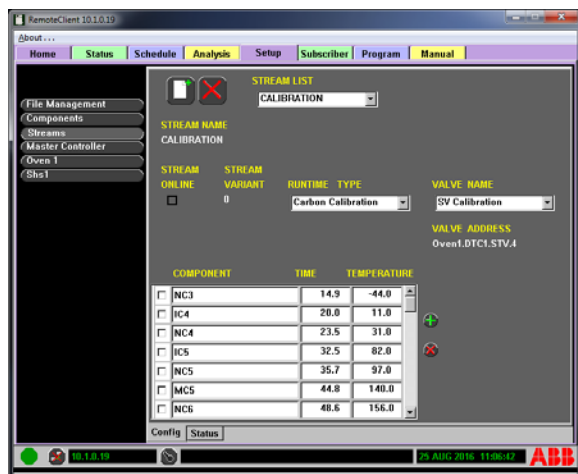 RemoteClient 10.1.0.19
About . . .
Home Status Schedule Analysis Setup Subscriber Program Manual
File Management
Components
Streams
Master Controller
Oven 1
Shs1
STREAM LIST
CALIBRATION
STREAM NAME
CALIBRATION
STREAM ONLINE
STREAM VARIANT
0
RUNTIME TYPE
Carbon Calibration
VALVE NAME
SV Calibration
VALVE ADDRESS
Oven1.DTC1.STV.4
COMPONENT TIME TEMPERATURE
NC3 14.9 -44.0
IC4 20.0 11.0
NC4 23.5 31.0
IC5 32.5 82.0
NC5 35.7 97.0
MC5 44.8 140.0
NC6 48.6 156.0
Config Status
10.1.0.19
25 AUG 2016 11:06:42
ABB